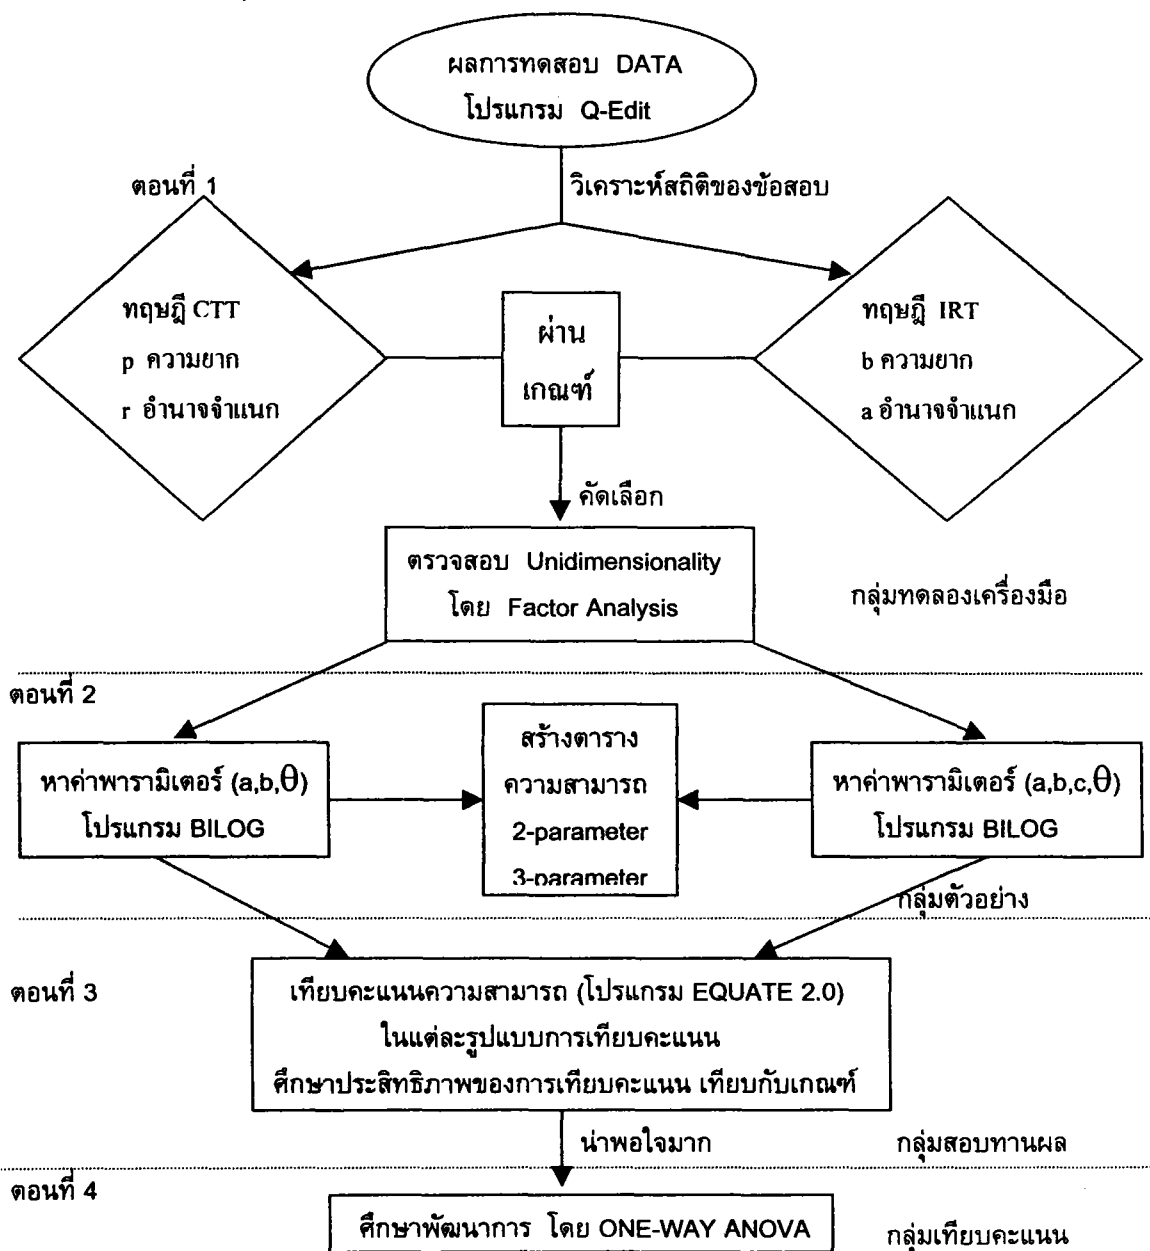 ผลการทดสอบ DATA
โปรแกรม Q-Edit
ตอนที่ 1
วิเคราะห์สถิติของข้อสอบ
ทฤษฎี CTT
p ความยาก
r อำนาจจำแนก
ผ่าน
เกณฑ์
ทฤษฎี IRT
b ความยาก
a อำนาจจำแนก
คัดเลือก
ตรวจสอบ Unidimensionality
โดย Factor Analysis
กลุ่มทดลองเครื่องมือ
ตอนที่ 2
หาค่าพารามิเตอร์ (a,b,θ)
โปรแกรม BILOG
สร้างตาราง
ความสามารถ
2-parameter
3-parameter
หาค่าพารามิเตอร์ (a,b,c,θ)
โปรแกรม BILOG
กลุ่มตัวอย่าง
ตอนที่ 3
เทียบคะแนนความสามารถ (โปรแกรม EQUATE 2.0)
ในแต่ละรูปแบบการเทียบคะแนน
ศึกษาประสิทธิภาพของการเทียบคะแนน เทียบกับเกณฑ์
น่าพอใจมาก
กลุ่มสอบทานผล
ตอนที่ 4
ศึกษาพัฒนาการ โดย ONE-WAY ANOVA
กลุ่มเทียบคะแนน